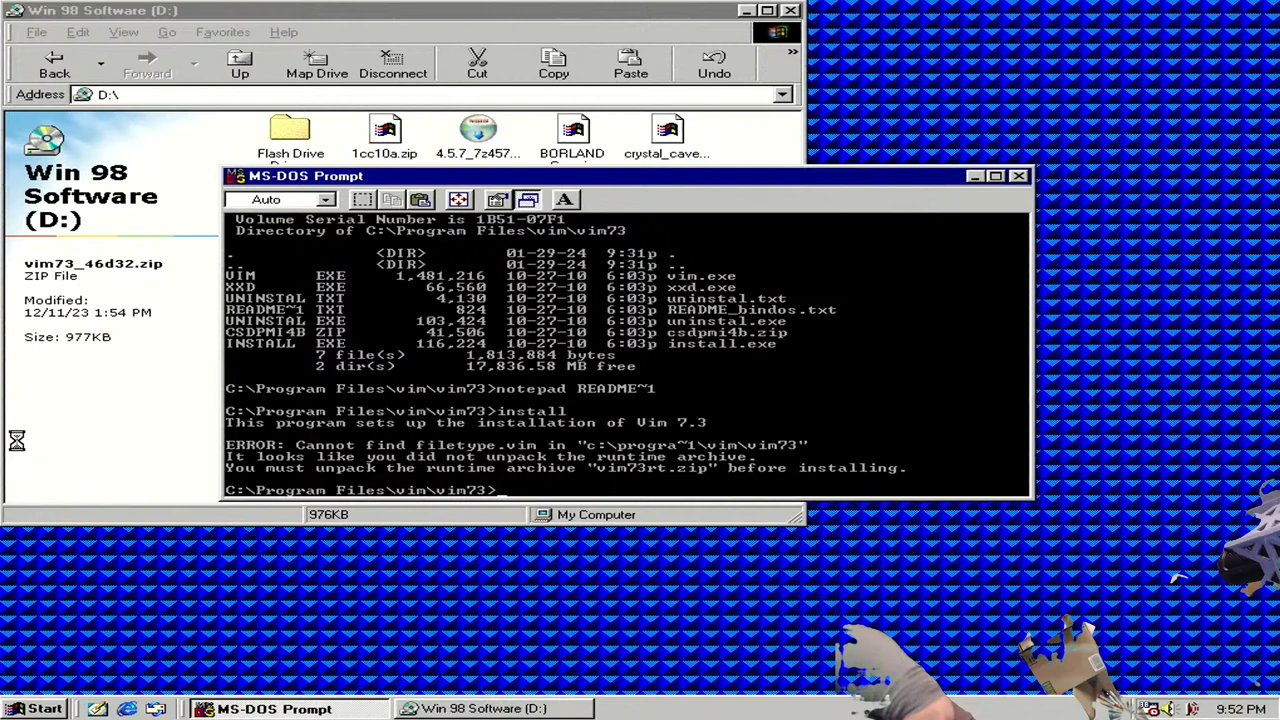 Win 98 Software (D:)
File Edit View Go Favorites Help
Back Forward Up Map Drive Disconnect Cut Copy Paste Undo »
Address D:\
Flash Drive 1cc10a.zip 4.5.7_7z457... BORLAND crystal_cave...
Win 98
Software
(D:)
vim73_46d32.zip
ZIP File
Modified:
12/11/23 1:54 PM
Size: 977KB
976KB My Computer
MS-DOS Prompt
Auto A
Volume Serial Number is 1B51-07F1
Directory of C:\Program Files\vim\vim73
. <DIR> 01-29-24 9:31p .
.. <DIR> 01-29-24 9:31p ..
VIM EXE 1,481,216 10-27-10 6:03p vim.exe
XXD EXE 66,560 10-27-10 6:03p xxd.exe
UNINSTAL TXT 4,130 10-27-10 6:03p uninstal.txt
README~1 TXT 824 10-27-10 6:03p README_bindos.txt
UNINSTAL EXE 103,424 10-27-10 6:03p uninstal.exe
CSDPMI4B ZIP 41,506 10-27-10 6:03p csdpmi4b.zip
INSTALL EXE 116,224 10-27-10 6:03p install.exe
7 file(s) 1,813,884 bytes
2 dir(s) 17,836.58 MB free
C:\Program Files\vim\vim73>notepad README~1
C:\Program Files\vim\vim73>install
This program sets up the installation of Vim 7.3
ERROR: Cannot find filetype.vim in "c:\progra~1\vim\vim73"
It looks like you did not unpack the runtime archive.
You must unpack the runtime archive "vim73rt.zip" before installing.
C:\Program Files\vim\vim73>_
Start MS-DOS Prompt Win 98 Software (D:) 9:52 PM